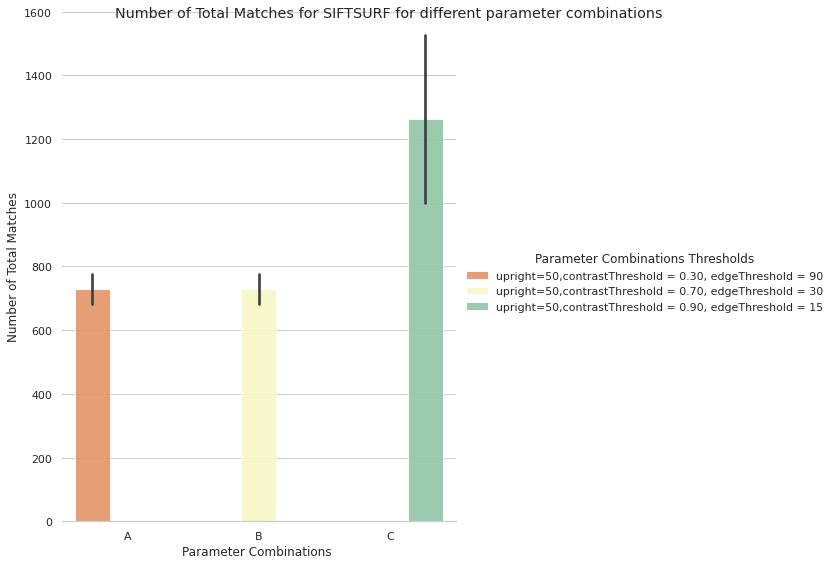 Number of Total Matches for SIFTSURF for different parameter combinations
1600
1400
1200
1000
800
600
400
200
0
Number of Total Matches
A B C
Parameter Combinations
Parameter Combinations Thresholds
upright=50,contrastThreshold = 0.30, edgeThreshold = 90
upright=50,contrastThreshold = 0.70, edgeThreshold = 30
upright=50,contrastThreshold = 0.90, edgeThreshold = 15